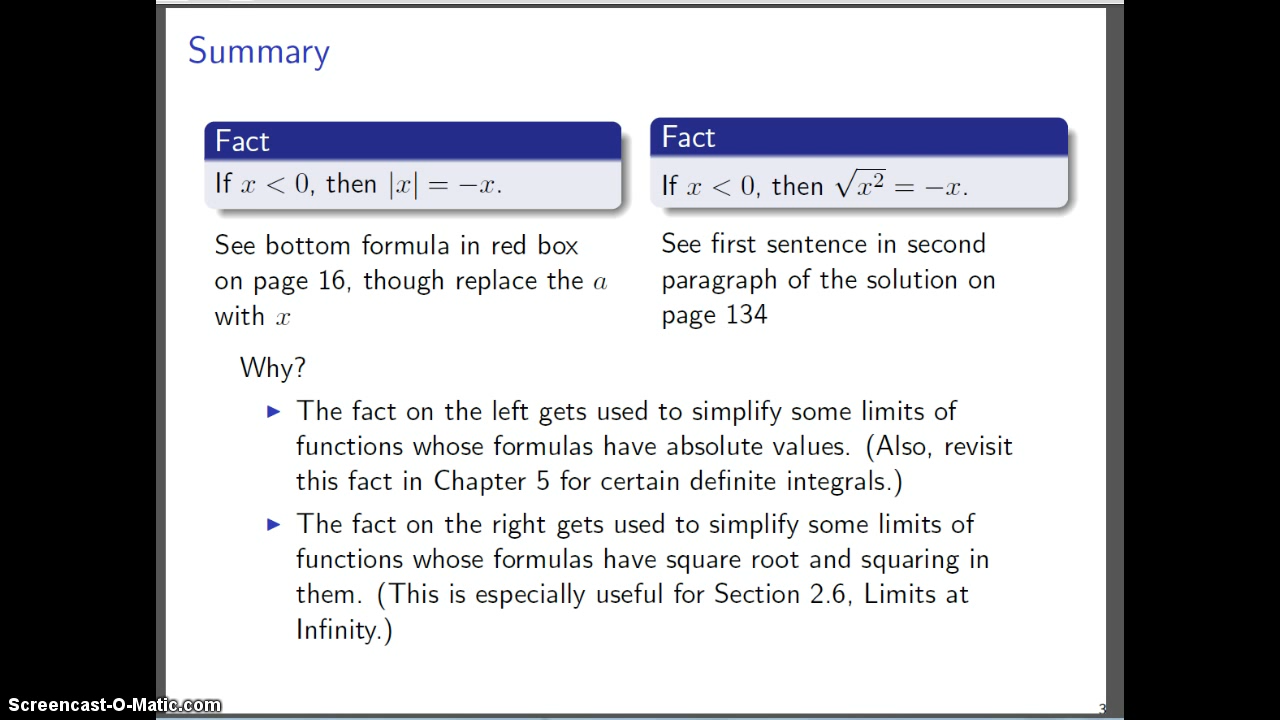 Summary
Fact
If x < 0, then |x| = −x.
See bottom formula in red box
on page 16, though replace the a
with x
Fact
If x < 0, then √x² = −x.
See first sentence in second
paragraph of the solution on
page 134
Why?
▶ The fact on the left gets used to simplify some limits of
functions whose formulas have absolute values. (Also, revisit
this fact in Chapter 5 for certain definite integrals.)
▶ The fact on the right gets used to simplify some limits of
functions whose formulas have square root and squaring in
them. (This is especially useful for Section 2.6, Limits at
Infinity.)
Screencast-O-Matic.com
3